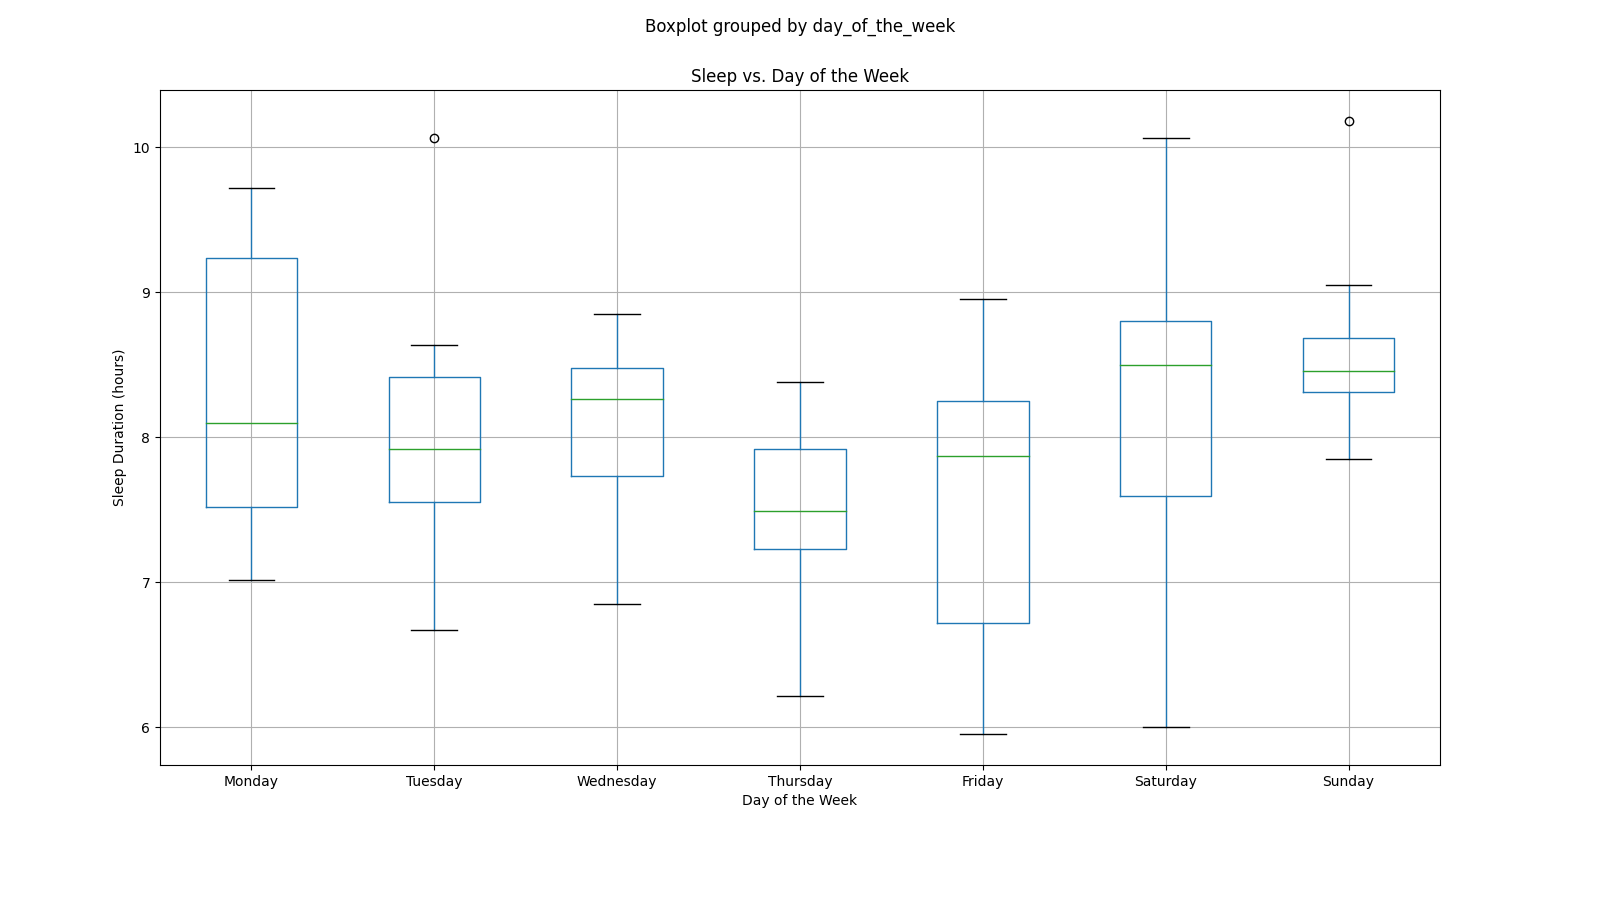 Boxplot grouped by day_of_the_week
Sleep vs. Day of the Week
Sleep Duration (hours)
10
9
8
7
6
Monday Tuesday Wednesday Thursday Friday Saturday Sunday
Day of the Week